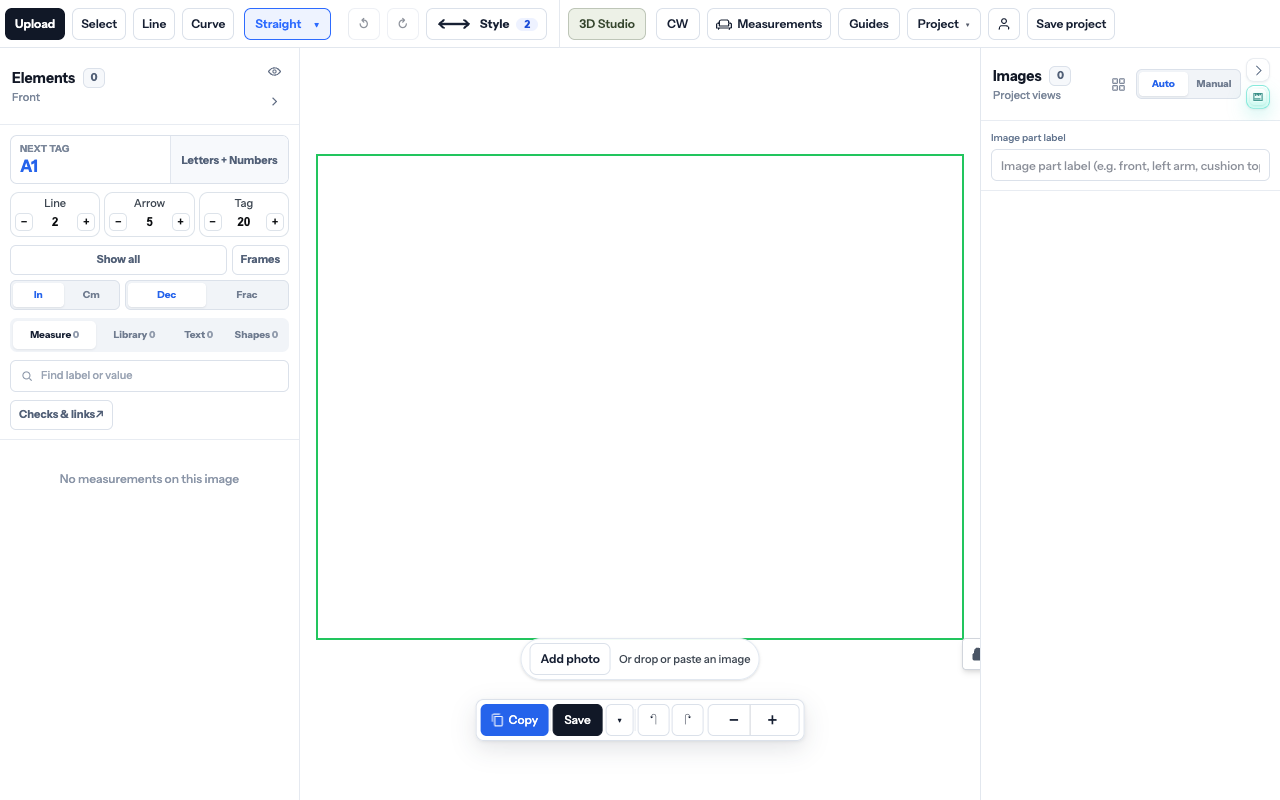 Upload Select Line Curve Straight Style 2 3D Studio CW Measurements Guides Project Save project
Elements 0
Front
NEXT TAG
A1
Letters + Numbers
Line Arrow Tag
− 2 + − 5 + − 20 +
Show all Frames
In Cm Dec Frac
Measure 0 Library 0 Text 0 Shapes 0
Find label or value
Checks & links↗
No measurements on this image
Add photo Or drop or paste an image
Copy Save − +
Images 0
Project views
Auto Manual
Image part label
Image part label (e.g. front, left arm, cushion to